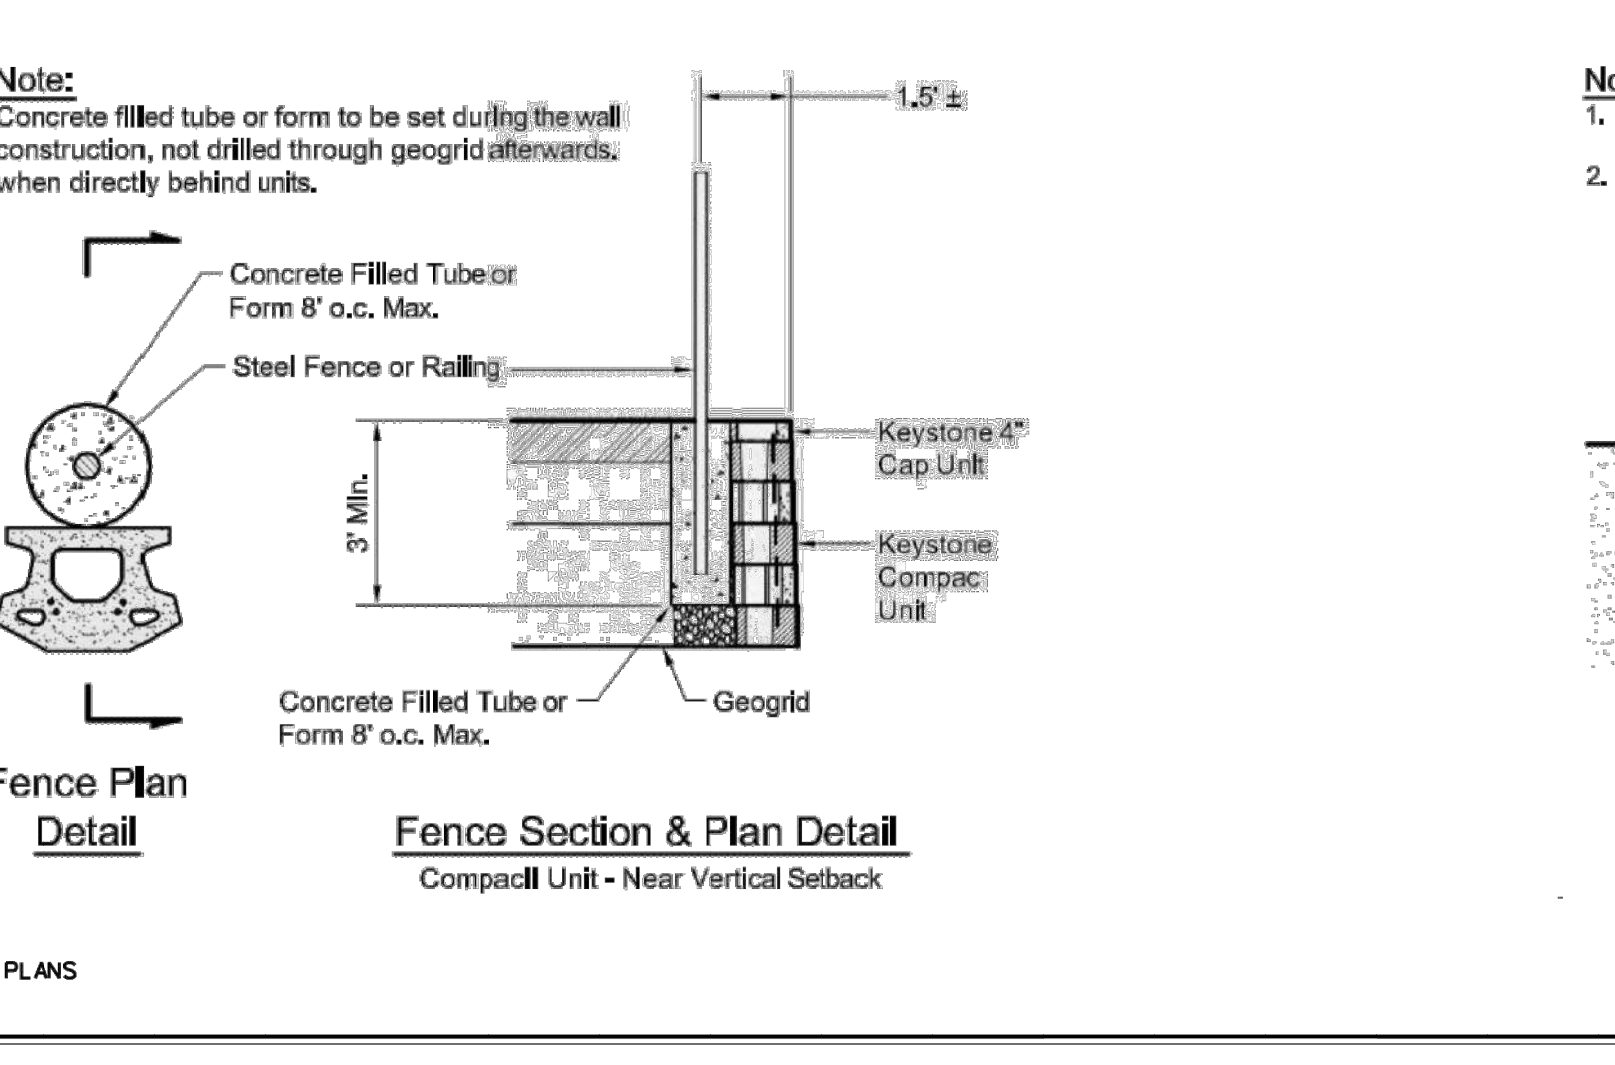 Note:
Concrete filled tube or form to be set during the wall
construction, not drilled through geogrid afterwards.
when directly behind units.
1.5' ±
Concrete Filled Tube or
Form 8' o.c. Max.
Steel Fence or Railing
3' Min.
Keystone 4"
Cap Unit
Keystone
Compac
Unit
Concrete Filled Tube or
Form 8' o.c. Max.
Geogrid
Fence Plan
Detail
Fence Section & Plan Detail
CompacII Unit - Near Vertical Setback
PLANS
1.
2.